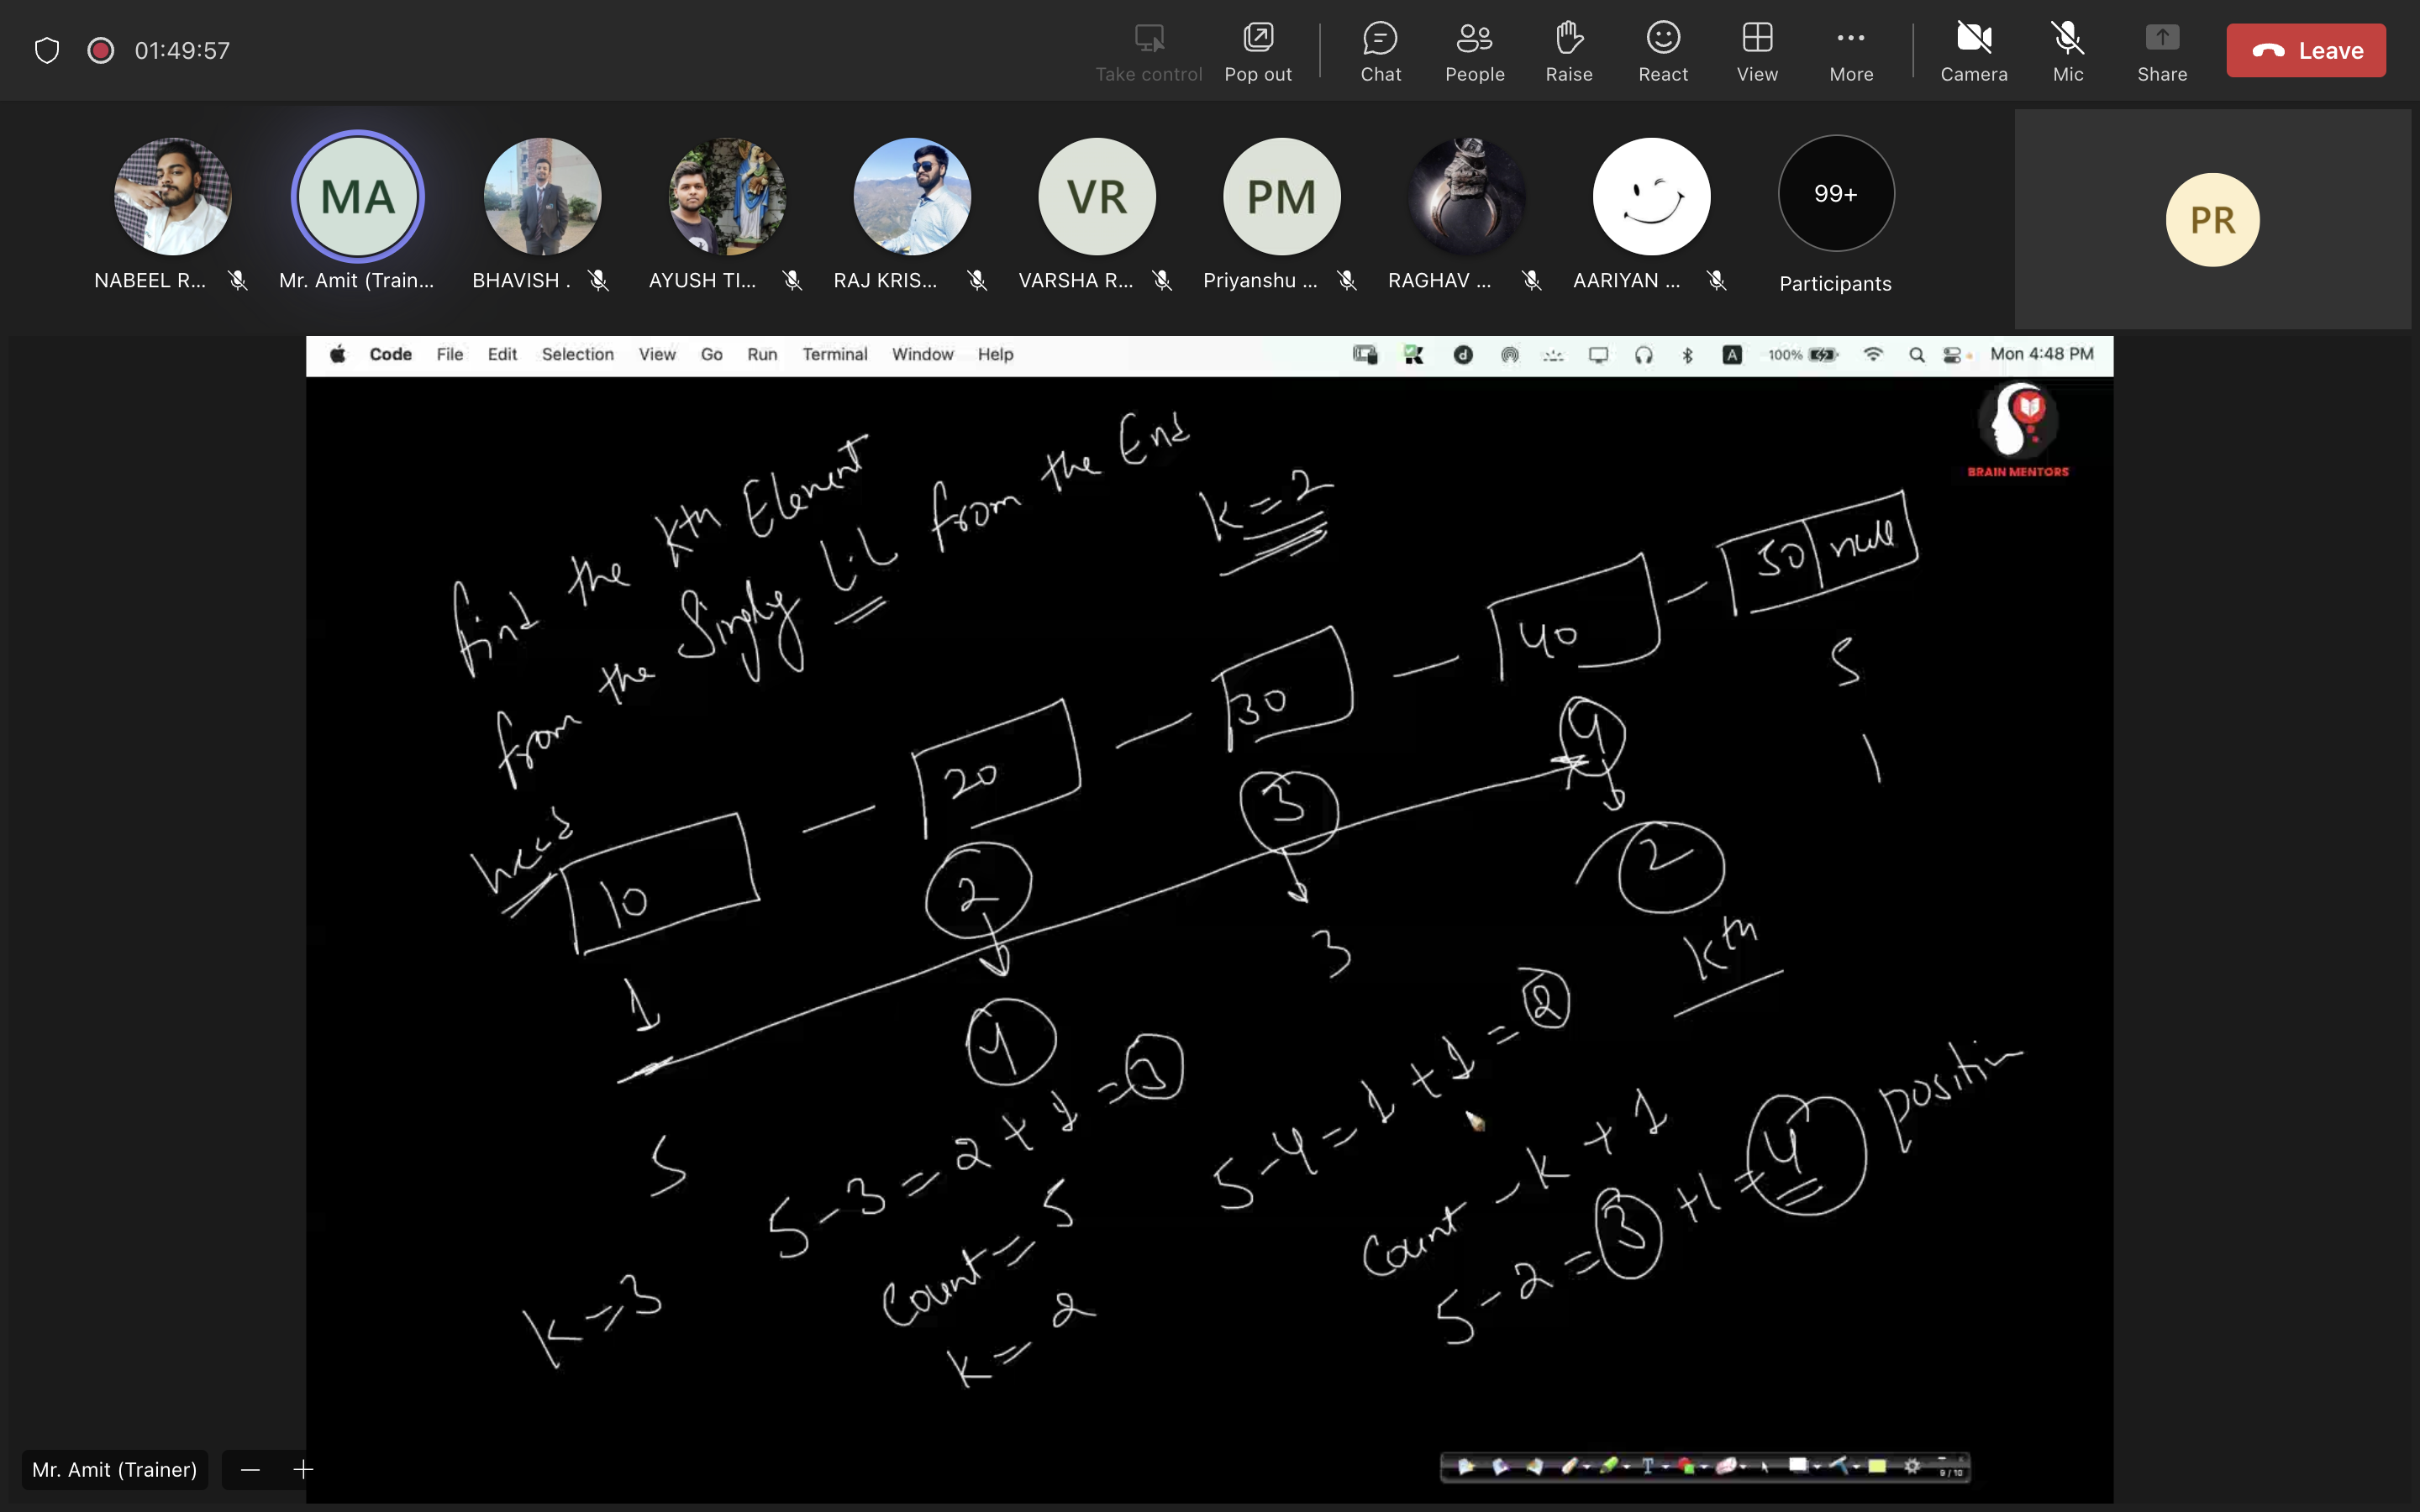 01:49:57
Take control
Pop out
Chat
People
Raise
React
View
More
Camera
Mic
Share
Leave
MA
VR
PM
99+
PR
NABEEL R...
Mr. Amit (Train...
BHAVISH .
AYUSH TI...
RAJ KRIS...
VARSHA R...
Priyanshu ...
RAGHAV ...
AARIYAN ...
Participants
Code File Edit Selection View Go Run Terminal Window Help
100% Mon 4:48 PM
BRAIN MENTORS
find the kth Element
from the Singly L.L from the End
k=2
head
10
20
30
40
50 null
1
2
3
4
5
5
4
3
2
1
kth
5-3=2+1=3
5-4=1+1=2
Count=5
k=2
k=3
Count-k+1
5-2=3+1=4 position
Mr. Amit (Trainer)
9/10